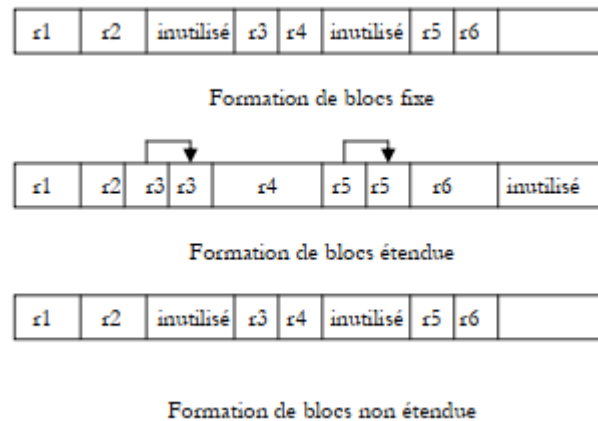 r1 r2 inutilisé r3 r4 inutilisé r5 r6
Formation de blocs fixe
r1 r2 r3 r3 r4 r5 r5 r6 inutilisé
Formation de blocs étendue
r1 r2 inutilisé r3 r4 inutilisé r5 r6
Formation de blocs non étendue